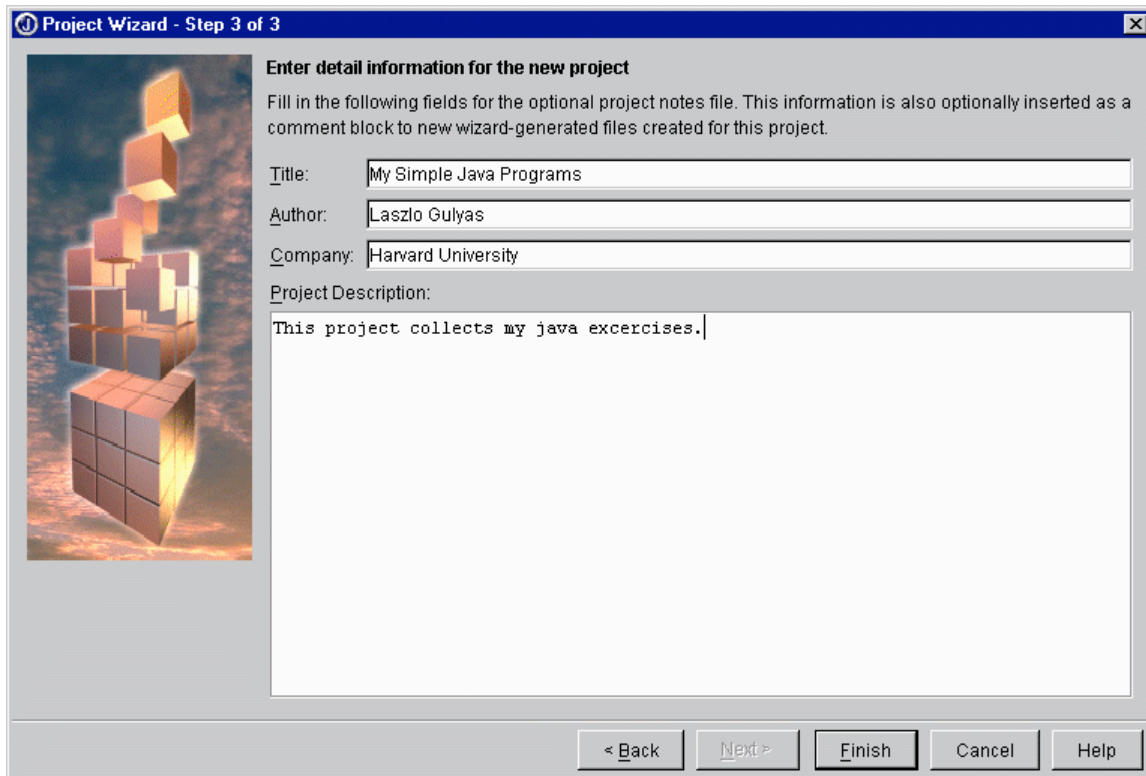 Project Wizard - Step 3 of 3
Enter detail information for the new project
Fill in the following fields for the optional project notes file. This information is also optionally inserted as a
comment block to new wizard-generated files created for this project.
Title: My Simple Java Programs
Author: Laszlo Gulyas
Company: Harvard University
Project Description:
This project collects my java excercises.
< Back Next > Finish Cancel Help